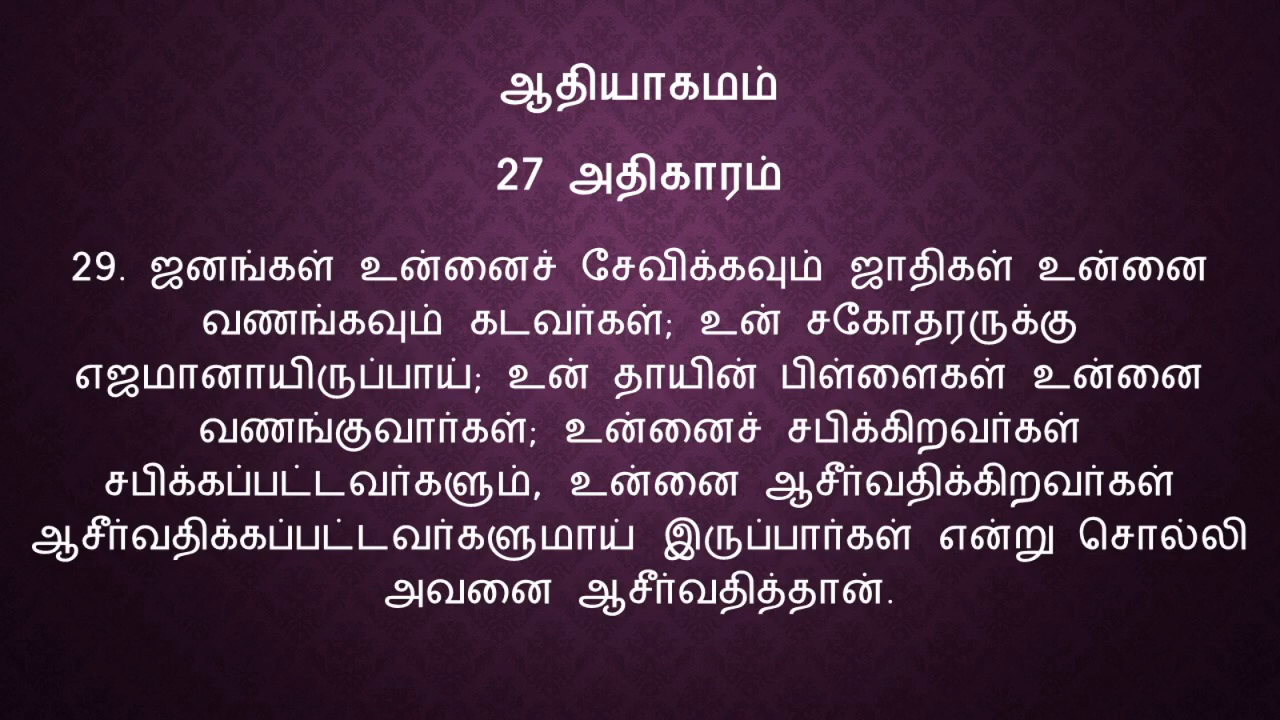 ஆதியாகமம்
27 அதிகாரம்
29. ஜனங்கள் உன்னைச் சேவிக்கவும் ஜாதிகள் உன்னை
வணங்கவும் கடவர்கள்; உன் சகோதரருக்கு
எஜமானாயிருப்பாய்; உன் தாயின் பிள்ளைகள் உன்னை
வணங்குவார்கள்; உன்னைச் சபிக்கிறவர்கள்
சபிக்கப்பட்டவர்களும், உன்னை ஆசீர்வதிக்கிறவர்கள்
ஆசீர்வதிக்கப்பட்டவர்களுமாய் இருப்பார்கள் என்று சொல்லி
அவனை ஆசீர்வதித்தான்.